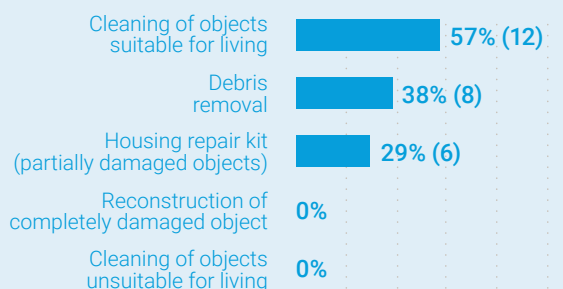 Cleaning of objects
suitable for living
57% (12)
Debris
removal
38% (8)
Housing repair kit
(partially damaged objects)
29% (6)
Reconstruction of
completely damaged object
0%
Cleaning of objects
unsuitable for living
0%